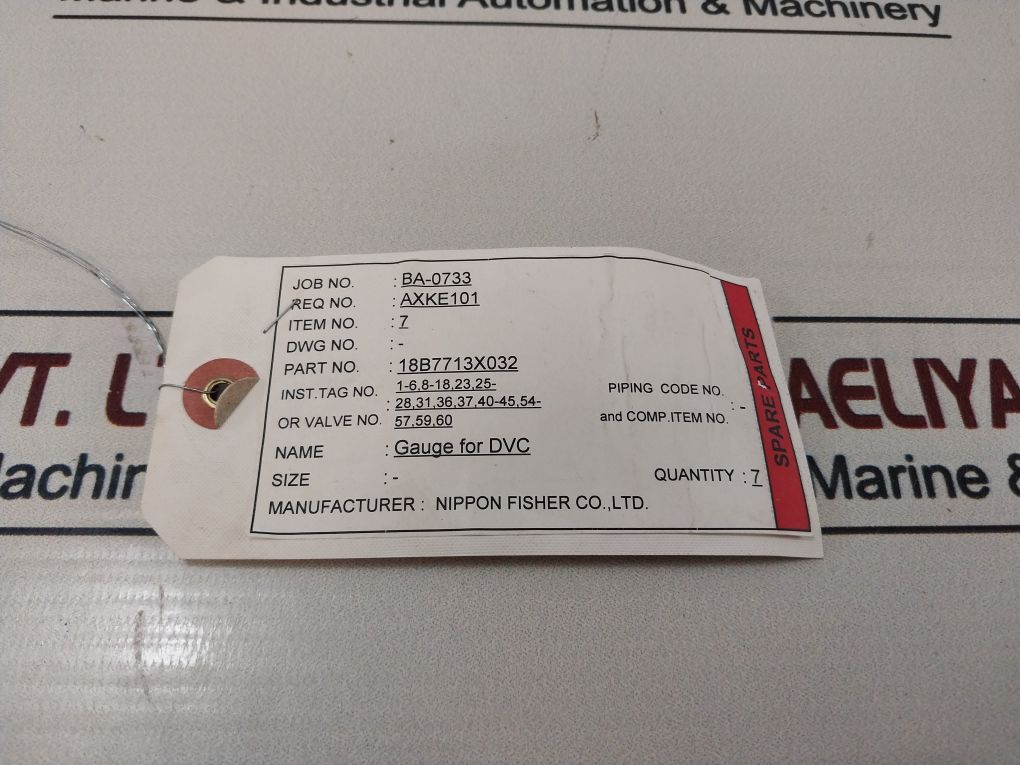 Marine & Industrial Automation & Machinery
VT. L
AELIYA
achin
Marine &
JOB NO. : BA-0733
REQ NO. : AXKE101
ITEM NO. : 7
DWG NO. : -
PART NO. : 18B7713X032
INST.TAG NO. : 1-6,8-18,23,25-
28,31,36,37,40-45,54-
OR VALVE NO. 57.59,60
PIPING CODE NO. : -
and COMP.ITEM NO.
NAME : Gauge for DVC
SIZE : -
QUANTITY : 7
MANUFACTURER : NIPPON FISHER CO.,LTD.
SPARE PARTS